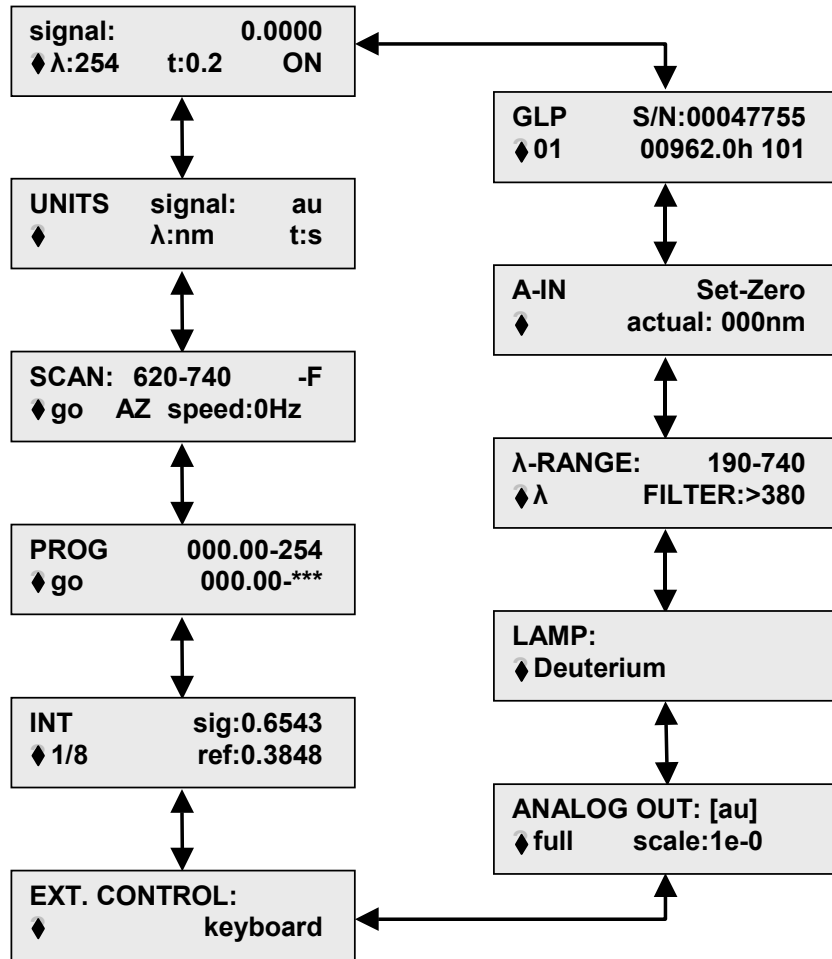 signal: 0.0000
♦ λ:254 t:0.2 ON
UNITS signal: au
♦ λ:nm t:s
SCAN: 620-740 -F
♦ go AZ speed:0Hz
PROG 000.00-254
♦ go 000.00-***
INT sig:0.6543
♦ 1/8 ref:0.3848
EXT. CONTROL:
♦ keyboard
GLP S/N:00047755
♦ 01 00962.0h 101
A-IN Set-Zero
♦ actual: 000nm
λ-RANGE: 190-740
♦ λ FILTER:>380
LAMP:
♦ Deuterium
ANALOG OUT: [au]
♦ full scale:1e-0